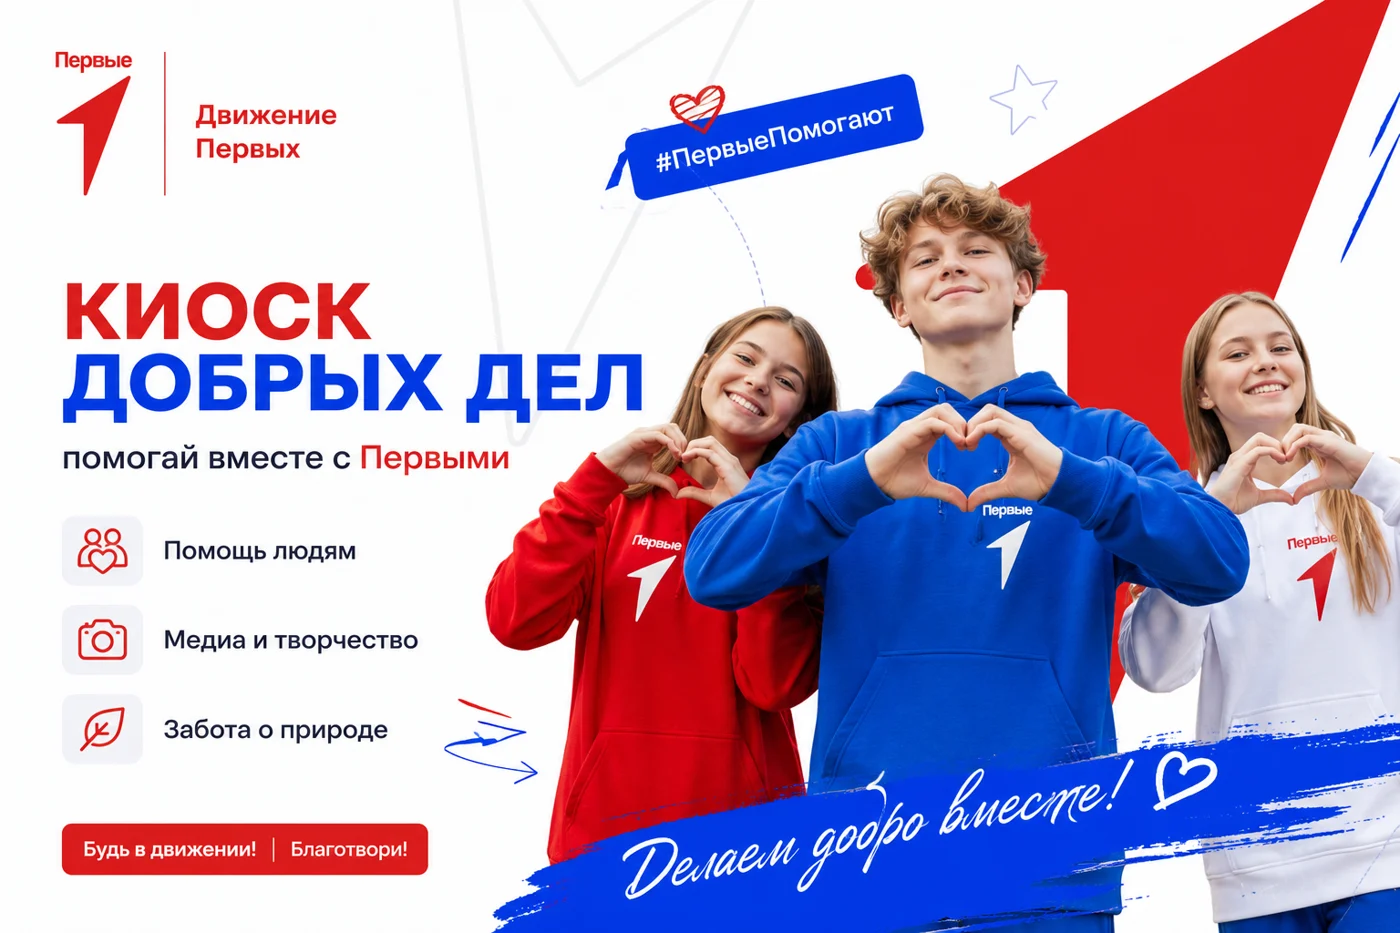 Первые
Движение
Первых
#ПервыеПомогают
КИОСК
ДОБРЫХ ДЕЛ
помогай вместе с Первыми
Помощь людям
Медиа и творчество
Забота о природе
Будь в движении! | Благотвори!
Первые
Первые
Первые
Делаем добро вместе!